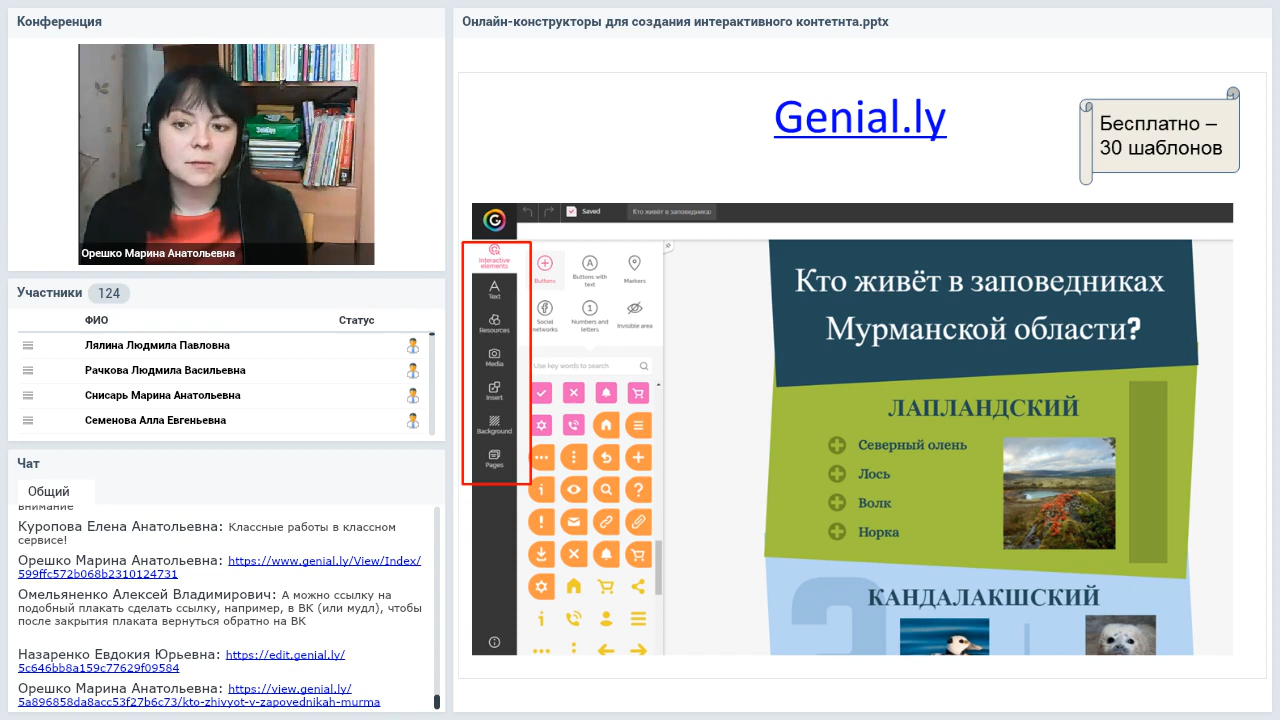 Конференция
Орешко Марина Анатольевна
Участники 124
ФИО Статус
Лялина Людмила Павловна
Рачкова Людмила Васильевна
Снисарь Марина Анатольевна
Семенова Алла Евгеньевна
Чат
Общий
внимание
Куропова Елена Анатольевна: Классные работы в классном
сервисе!
Орешко Марина Анатольевна: https://www.genial.ly/View/Index/
599ffc572b068b2310124731
Омельяненко Алексей Владимирович: А можно ссылку на
подобный плакать сделать ссылку, например, в ВК (или мудл), чтобы
после закрытия плаката вернуться обратно на ВК
Назаренко Евдокия Юрьевна: https://edit.genial.ly/
5c646bb8a159c77629f09584
Орешко Марина Анатольевна: https://view.genial.ly/
5a896858da8acc53f27b6c73/kto-zhivyot-v-zapovednikah-murma
Онлайн-конструкторы для создания интерактивного контетнта.pptx
Genial.ly
Бесплатно –
30 шаблонов
Saved
Кто живёт в заповедника
Interactive
elements
Text
Resources
Media
Insert
Background
Pages
Buttons
Buttons with
text
Markers
Social
networks
Numbers and
letters
Invisible area
Use key words to search
Кто живёт в заповедниках
Мурманской области?
ЛАПЛАНДСКИЙ
Северный олень
Лось
Волк
Норка
2
КАНДАЛАКШСКИЙ